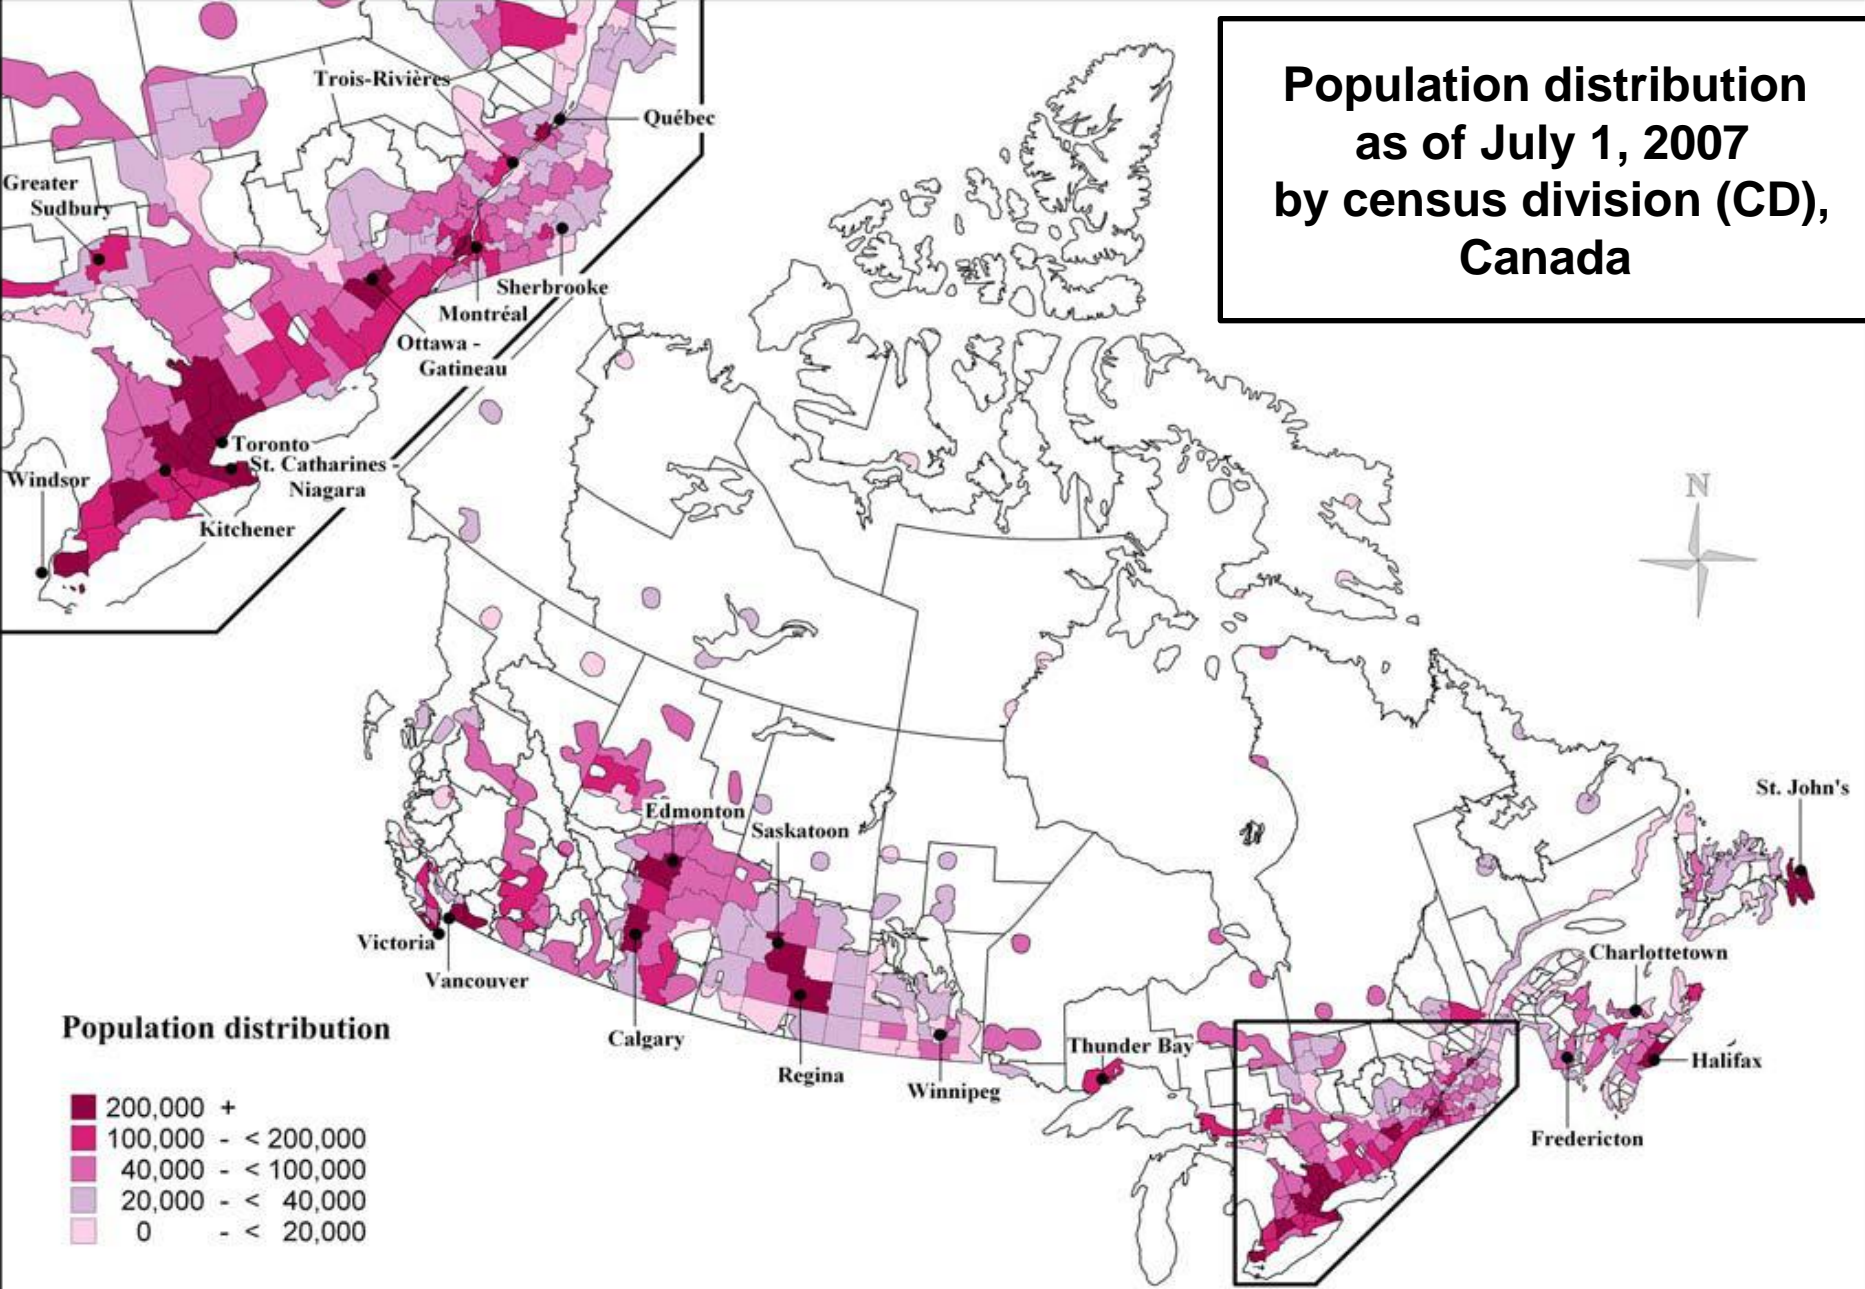 Population distribution
as of July 1, 2007
by census division (CD),
Canada
Trois-Rivières
Québec
Greater
Sudbury
Sherbrooke
Montréal
Ottawa -
Gatineau
Toronto
St. Catharines -
Niagara
Windsor
Kitchener
N
Edmonton
Saskatoon
St. John's
Victoria
Vancouver
Charlottetown
Calgary
Regina
Winnipeg
Thunder Bay
Halifax
Fredericton
Population distribution
200,000 +
100,000 - < 200,000
40,000 - < 100,000
20,000 - < 40,000
0 - < 20,000